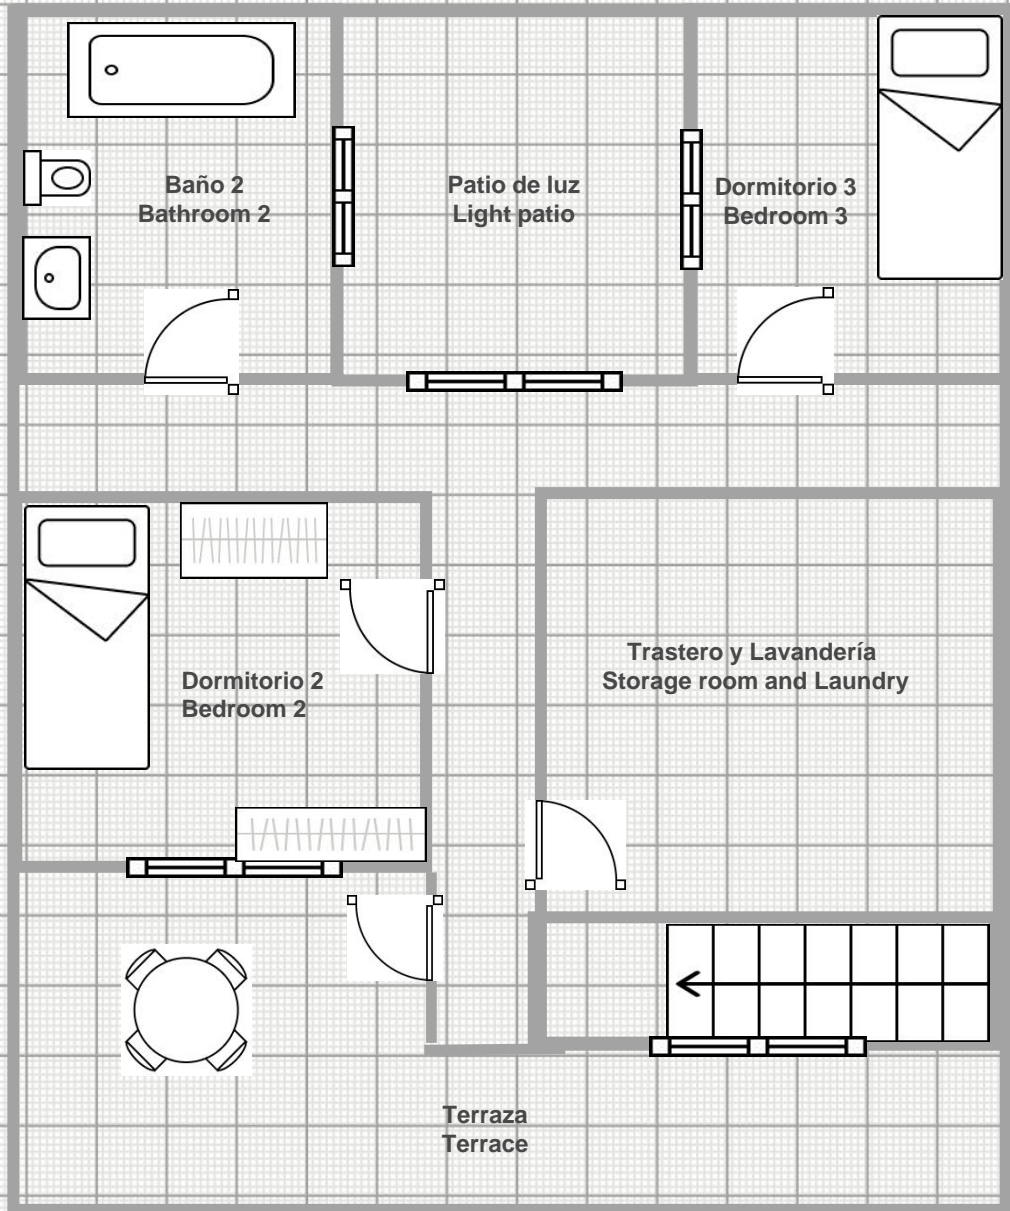 Baño 2
Bathroom 2
Patio de luz
Light patio
Dormitorio 3
Bedroom 3
Dormitorio 2
Bedroom 2
Trastero y Lavandería
Storage room and Laundry
Terraza
Terrace